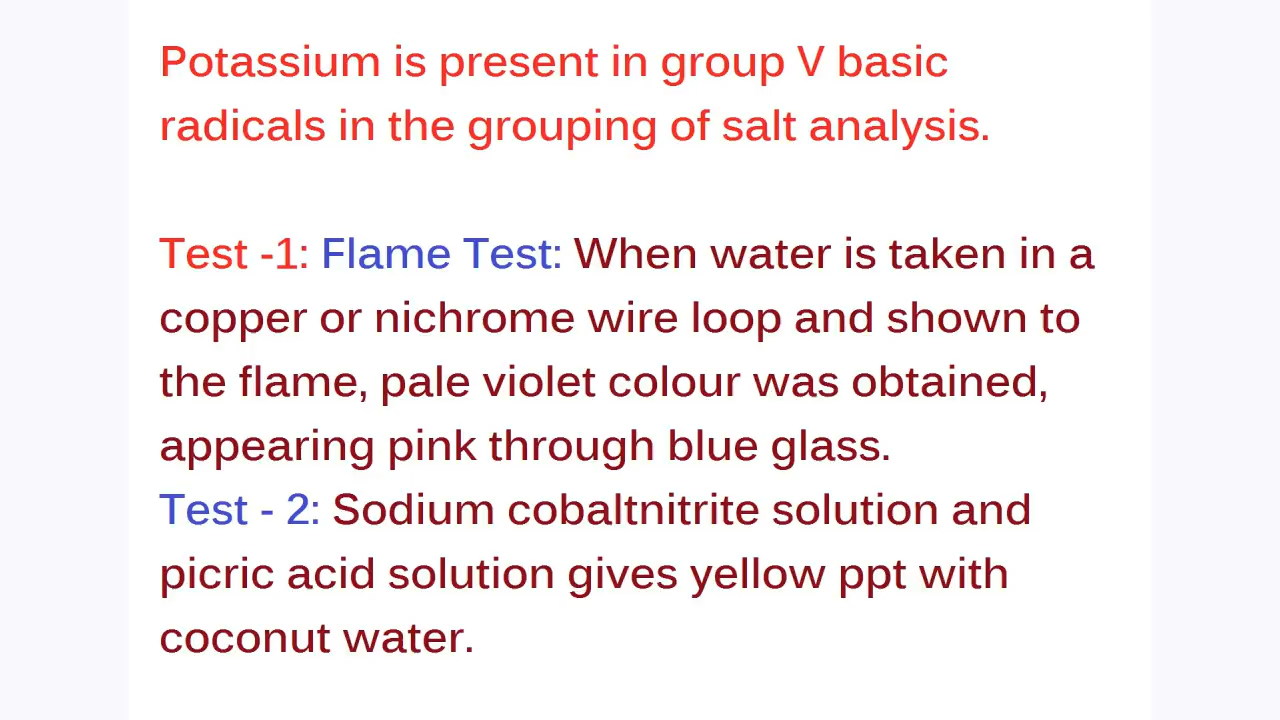 Potassium is present in group V basic
radicals in the grouping of salt analysis.
Test -1: Flame Test: When water is taken in a
copper or nichrome wire loop and shown to
the flame, pale violet colour was obtained,
appearing pink through blue glass.
Test - 2: Sodium cobaltnitrite solution and
picric acid solution gives yellow ppt with
coconut water.